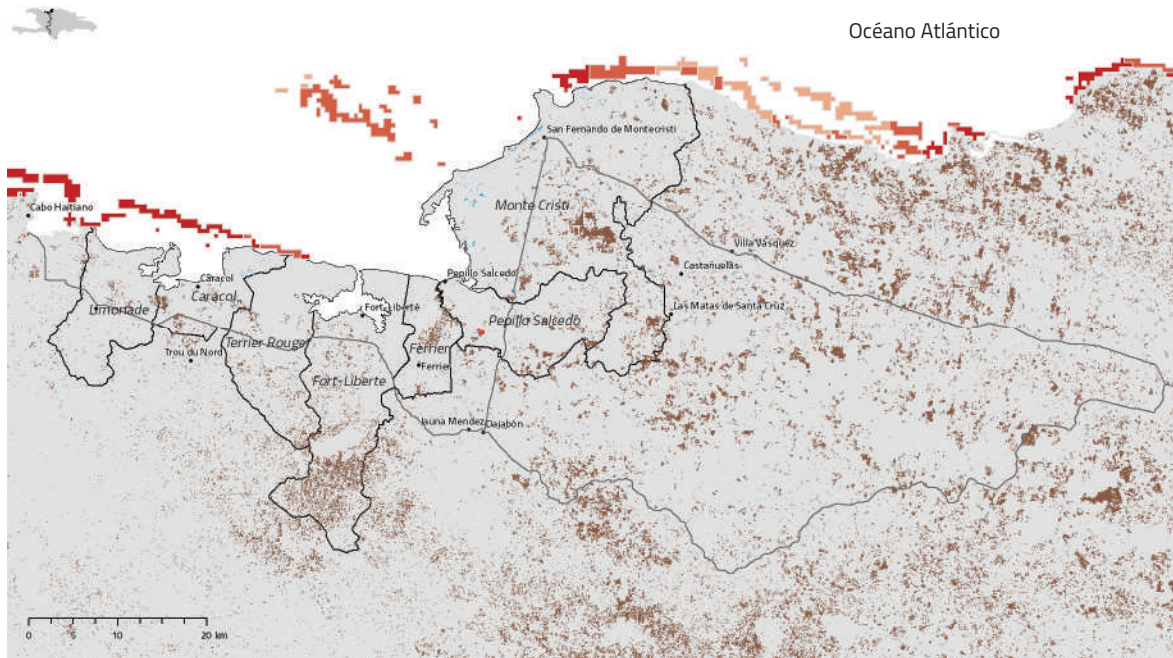 Océano Atlántico
San Fernando de Montecristi
Cabo Haitiano
Monte Cristi
Villa Vásquez
Castañuelas
Pepillo Salcedo
Caracol
Caracol
Limonade
Fort-Liberté
Las Matas de Santa Cruz
Pepillo Salcedo
Terrier Rouger
Ferrier
Trou du Nord
Ferrier
Fort-Liberte
Jauna Mendez
Dajabón
0 5 10 20 km